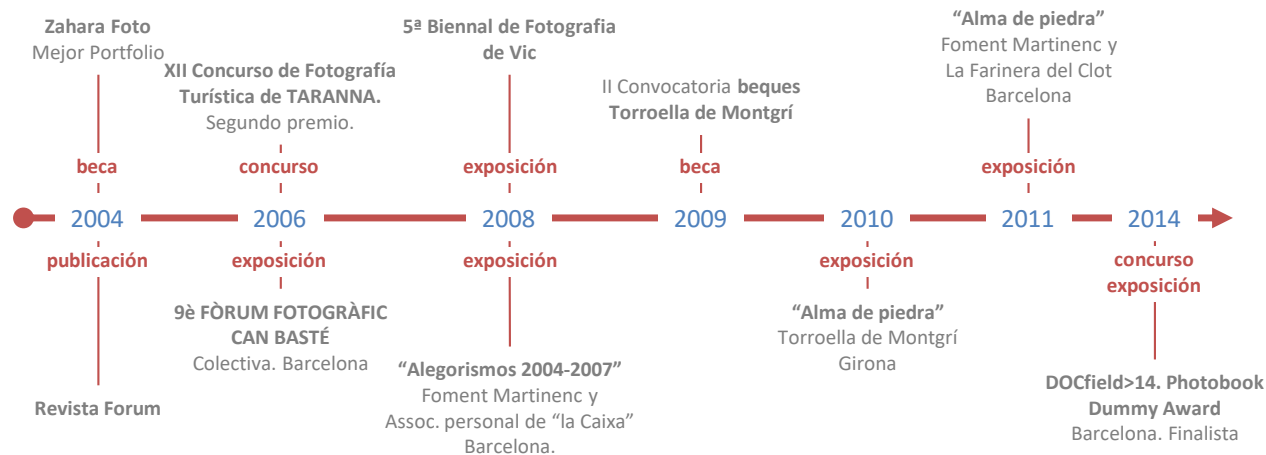 Zahara Foto
Mejor Portfolio
XII Concurso de Fotografía
Turística de TARANNA.
Segundo premio.
5ª Biennal de Fotografia
de Vic
II Convocatoria beques
Torroella de Montgrí
“Alma de piedra”
Foment Martinenc y
La Farinera del Clot
Barcelona
beca
concurso
exposición
beca
exposición
2004
2006
2008
2009
2010
2011
2014
publicación
exposición
exposición
exposición
concurso
exposición
Revista Forum
9è FÒRUM FOTOGRÀFIC
CAN BASTÉ
Colectiva. Barcelona
“Alegorismos 2004-2007”
Foment Martinenc y
Assoc. personal de “la Caixa”
Barcelona.
“Alma de piedra”
Torroella de Montgrí
Girona
DOCfield>14. Photobook
Dummy Award
Barcelona. Finalista